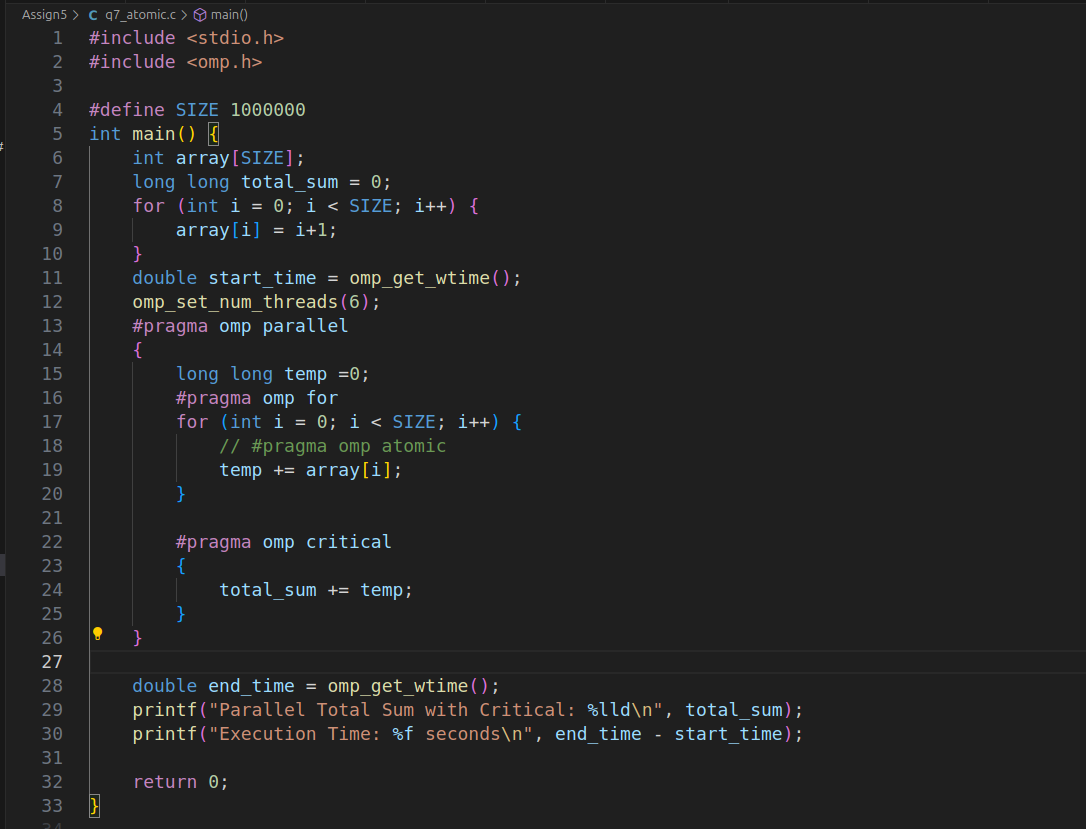 Assign5 > C q7_atomic.c > main()
1 #include <stdio.h>
2 #include <omp.h>
3
4 #define SIZE 1000000
5 int main() {
6     int array[SIZE];
7     long long total_sum = 0;
8     for (int i = 0; i < SIZE; i++) {
9         array[i] = i+1;
10     }
11     double start_time = omp_get_wtime();
12     omp_set_num_threads(6);
13     #pragma omp parallel
14     {
15         long long temp =0;
16         #pragma omp for
17         for (int i = 0; i < SIZE; i++) {
18             // #pragma omp atomic
19             temp += array[i];
20         }
21
22         #pragma omp critical
23         {
24             total_sum += temp;
25         }
26     }
27
28     double end_time = omp_get_wtime();
29     printf("Parallel Total Sum with Critical: %lld\n", total_sum);
30     printf("Execution Time: %f seconds\n", end_time - start_time);
31
32     return 0;
33 }
34